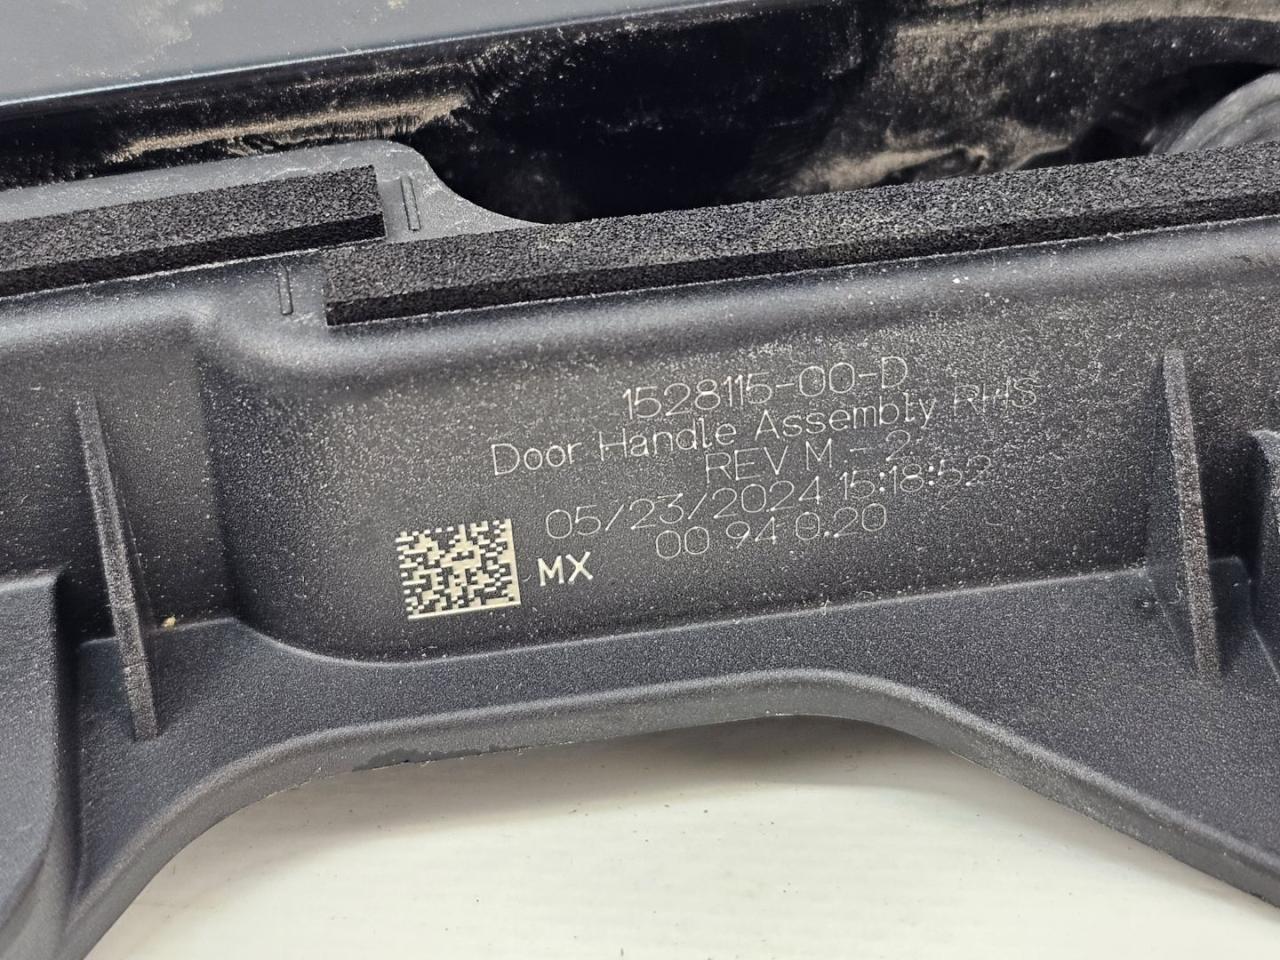 1528115-00-D
Door Handle Assembly RHS
REV M - 2
05/23/2024 15:18:52
00 94 0.20
MX